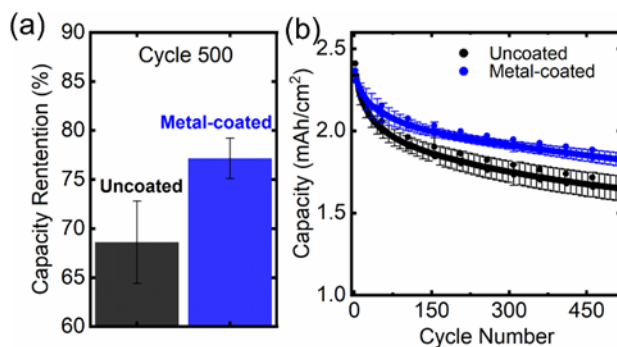 (a)
Cycle 500
Metal-coated
Uncoated
Capacity Rentention (%)
90
85
80
75
70
65
60
(b)
Uncoated
Metal-coated
Capacity (mAh/cm²)
2.5
2.0
1.5
1.0
0
150
300
450
Cycle Number